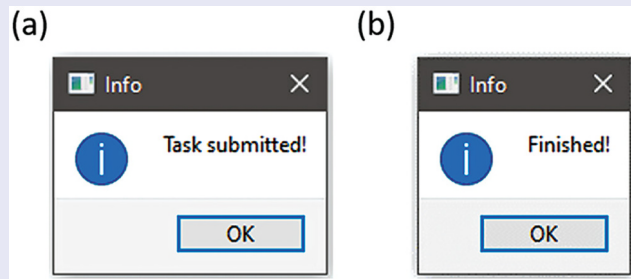 (a)
(b)
Info
Task submitted!
OK
Info
Finished!
OK